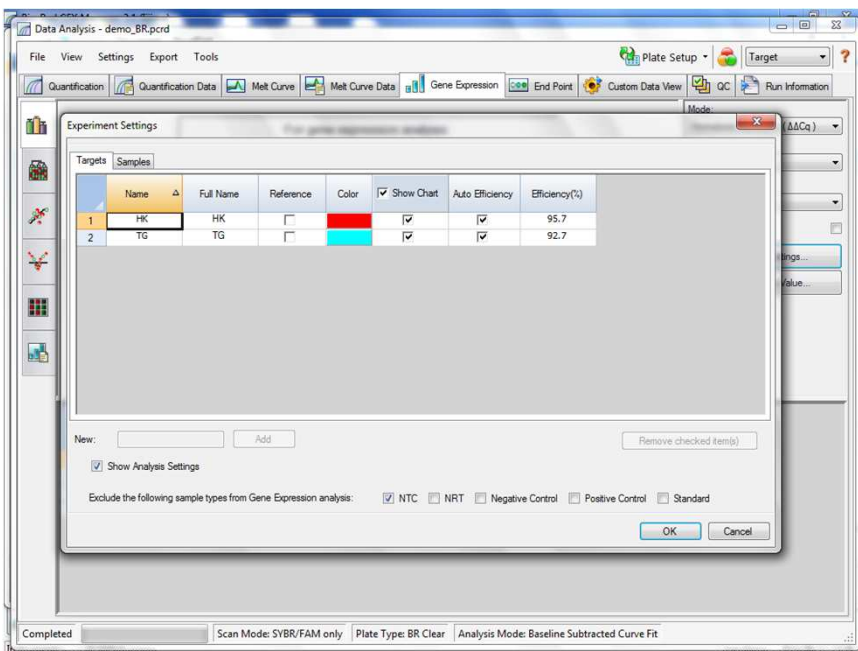 Data Analysis - demo_BR.pcrd
File View Settings Export Tools
Plate Setup
Target
Quantification Quantification Data Melt Curve Melt Curve Data Gene Expression End Point Custom Data View QC Run Information
Mode:
Experiment Settings
(ΔΔCq)
Targets Samples
Name Full Name Reference Color Show Chart Auto Efficiency Efficiency(%)
1 HK HK 95.7
2 TG TG 92.7
New: Add Remove checked item(s)
Show Analysis Settings
Exclude the following sample types from Gene Expression analysis: NTC NRT Negative Control Positive Control Standard
OK Cancel
Completed Scan Mode: SYBR/FAM only Plate Type: BR Clear Analysis Mode: Baseline Subtracted Curve Fit